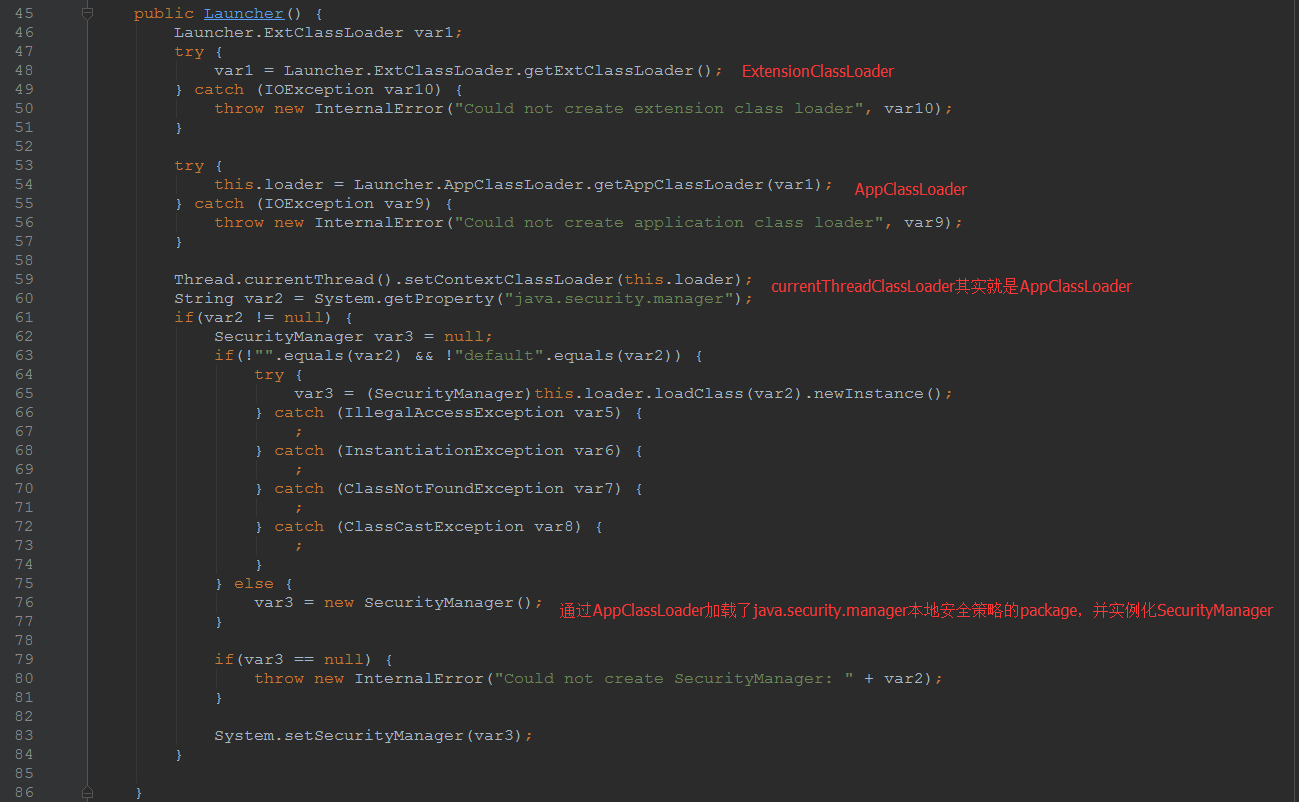 45 public Launcher() {
46 Launcher.ExtClassLoader var1;
47 try {
48 var1 = Launcher.ExtClassLoader.getExtClassLoader(); ExtensionClassLoader
49 } catch (IOException var10) {
50 throw new InternalError("Could not create extension class loader", var10);
51 }
52
53 try {
54 this.loader = Launcher.AppClassLoader.getAppClassLoader(var1); AppClassLoader
55 } catch (IOException var9) {
56 throw new InternalError("Could not create application class loader", var9);
57 }
58
59 Thread.currentThread().setContextClassLoader(this.loader); currentThreadClassLoader其实就是AppClassLoader
60 String var2 = System.getProperty("java.security.manager");
61 if(var2 != null) {
62 SecurityManager var3 = null;
63 if(!"".equals(var2) && !"default".equals(var2)) {
64 try {
65 var3 = (SecurityManager)this.loader.loadClass(var2).newInstance();
66 } catch (IllegalAccessException var5) {
67 ;
68 } catch (InstantiationException var6) {
69 ;
70 } catch (ClassNotFoundException var7) {
71 ;
72 } catch (ClassCastException var8) {
73 ;
74 }
75 } else {
76 var3 = new SecurityManager(); 通过AppClassLoader加载了java.security.manager本地安全策略的package，并实例化SecurityManager
77 }
78
79 if(var3 == null) {
80 throw new InternalError("Could not create SecurityManager: " + var2);
81 }
82
83 System.setSecurityManager(var3);
84 }
85
86 }